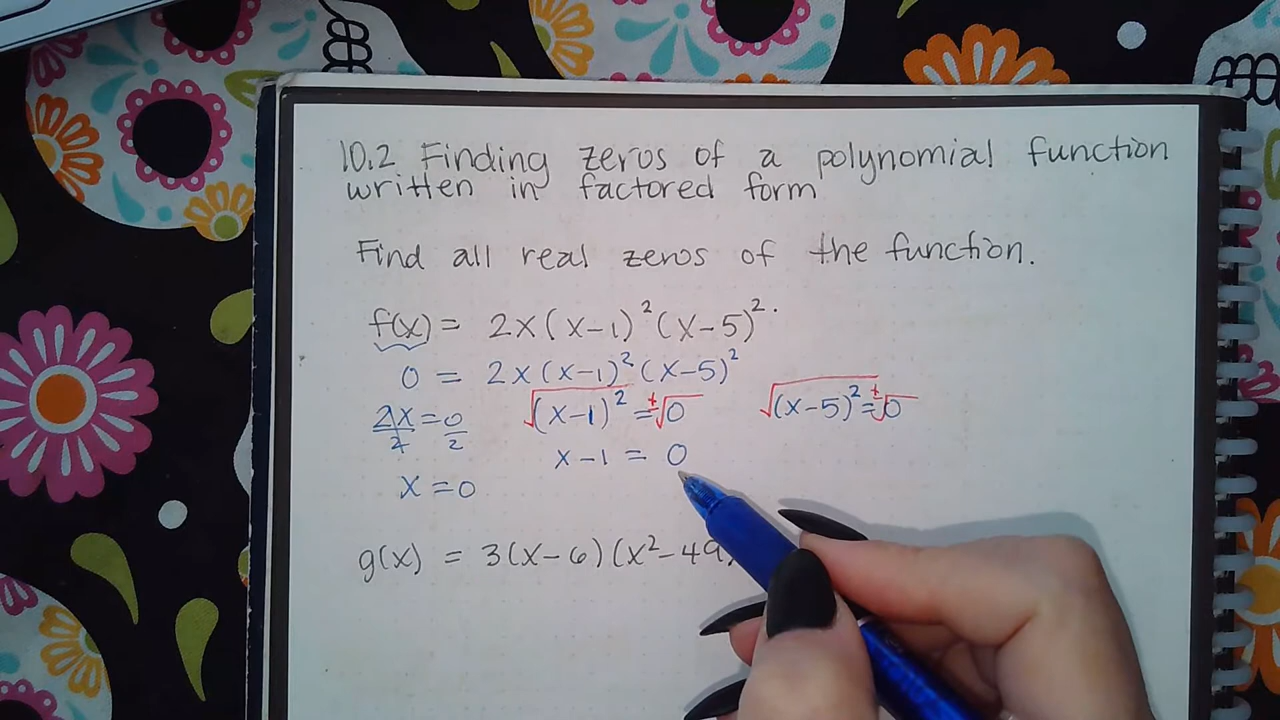 10.2 Finding zeros of a polynomial function
written in factored form
Find all real zeros of the function.
f(x) = 2x(x-1)²(x-5)².
0 = 2x(x-1)²(x-5)²
2x/2 = 0/2 √(x-1)² = ±√0 √(x-5)² = ±√0
x-1 = 0
x = 0
g(x) = 3(x-6)(x²-49